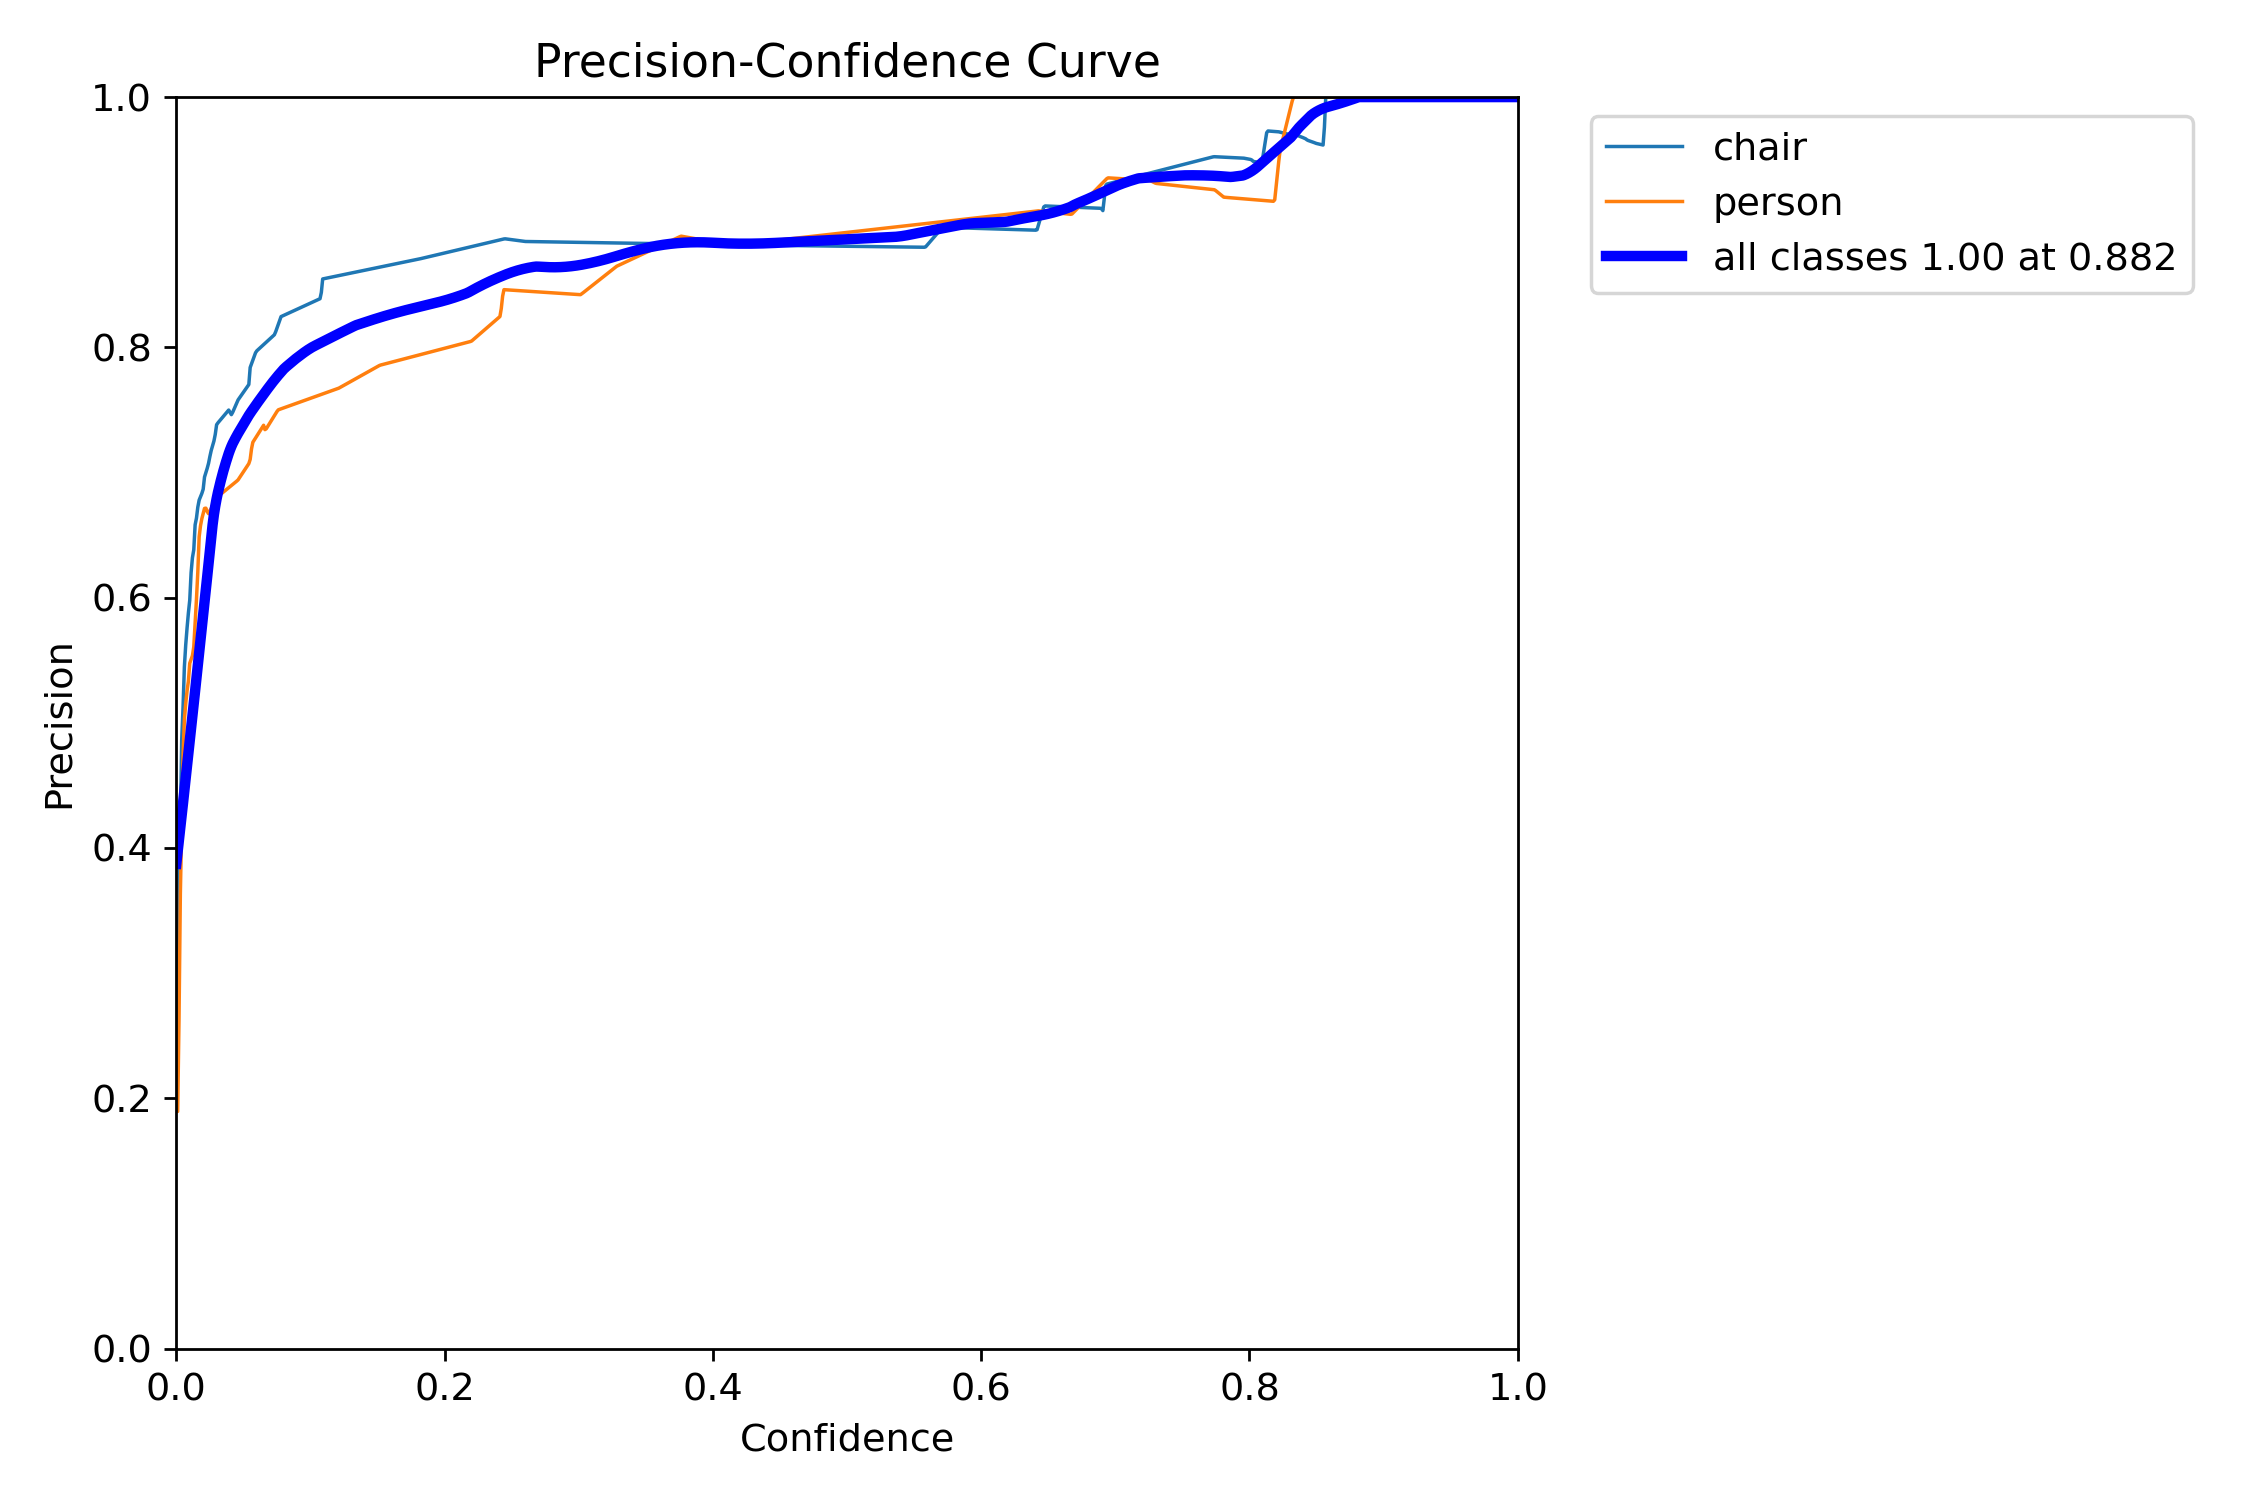 Precision-Confidence Curve
1.0
0.8
0.6
0.4
0.2
0.0
Precision
0.0 0.2 0.4 0.6 0.8 1.0
Confidence
chair
person
all classes 1.00 at 0.882